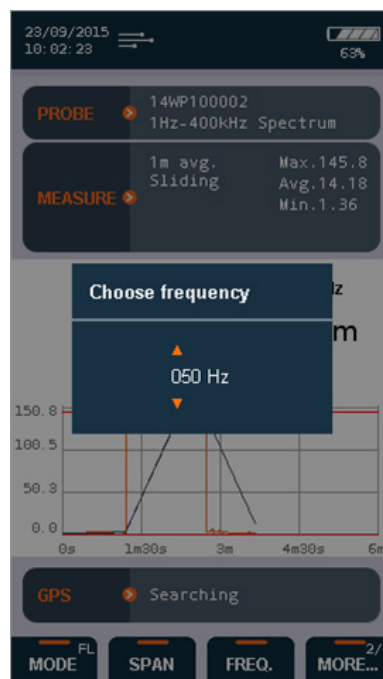 23/09/2015
10:02:23
63%
PROBE
14WP100002
1Hz-400kHz Spectrum
MEASURE
1m avg.
Sliding
Max.145.8
Avg.14.18
Min.1.36
Choose frequency
050 Hz
Hz
m
150.8
100.5
50.3
0.0
0s
1m30s
3m
4m30s
6m
GPS
Searching
FL
MODE
SPAN
FREQ.
2/
MORE...